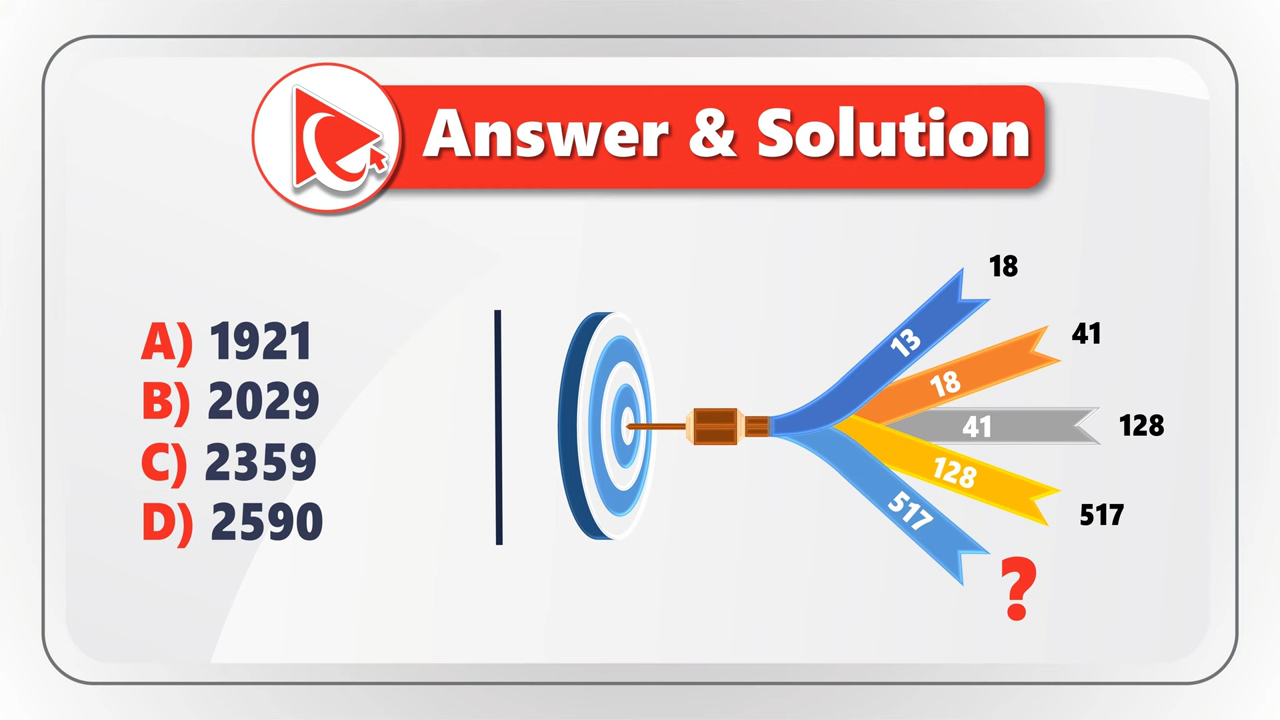 Answer & Solution
A) 1921
B) 2029
C) 2359
D) 2590
13 18
18 41
41 128
128 517
517 ?